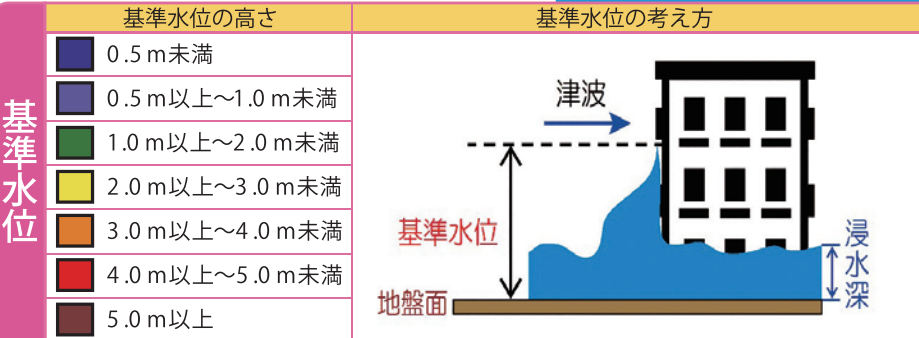 基準水位
基準水位の高さ
0.5m未満
0.5m以上～1.0m未満
1.0m以上～2.0m未満
2.0m以上～3.0m未満
3.0m以上～4.0m未満
4.0m以上～5.0m未満
5.0m以上
基準水位の考え方
津波
基準水位
浸水深
地盤面